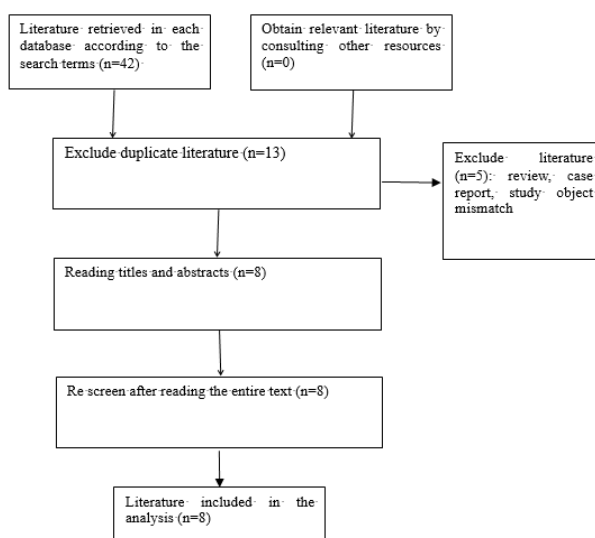 Literature retrieved in each
database according to the
search terms (n=42)
Obtain relevant literature by
consulting other resources
(n=0)
Exclude duplicate literature (n=13)
Exclude literature
(n=5): review, case
report, study object
mismatch
Reading titles and abstracts (n=8)
Re screen after reading the entire text (n=8)
Literature included in the
analysis (n=8)